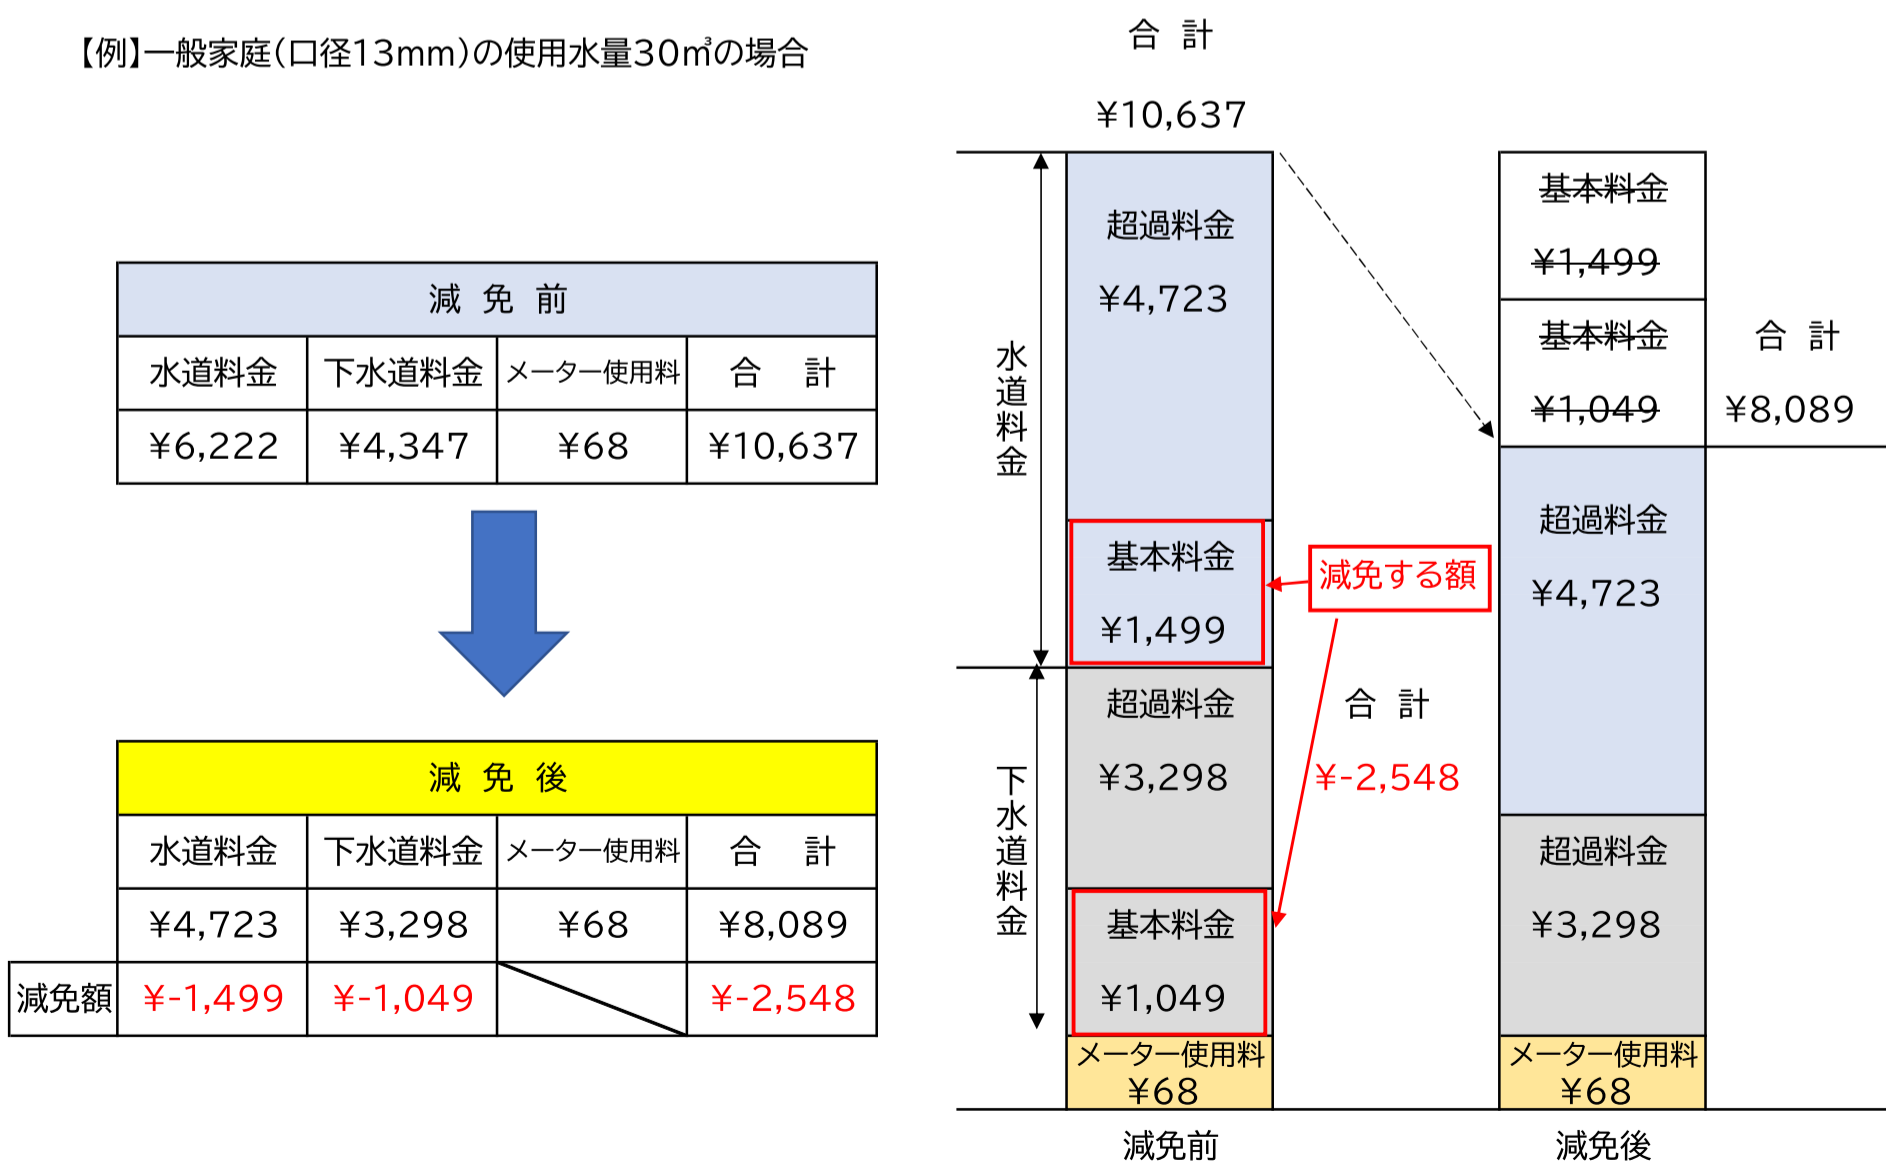 【例】一般家庭(口径13mm)の使用水量30㎥の場合
減 免 前
水道料金 下水道料金 メーター使用料 合 計
¥6,222 ¥4,347 ¥68 ¥10,637
減 免 後
水道料金 下水道料金 メーター使用料 合 計
¥4,723 ¥3,298 ¥68 ¥8,089
減免額 ¥-1,499 ¥-1,049 ¥-2,548
合 計
¥10,637
水道料金
超過料金
¥4,723
基本料金
¥1,499
下水道料金
超過料金
¥3,298
基本料金
¥1,049
メーター使用料
¥68
減免前
減免する額
合 計
¥-2,548
基本料金
¥1,499
基本料金
¥1,049
合 計
¥8,089
超過料金
¥4,723
超過料金
¥3,298
メーター使用料
¥68
減免後